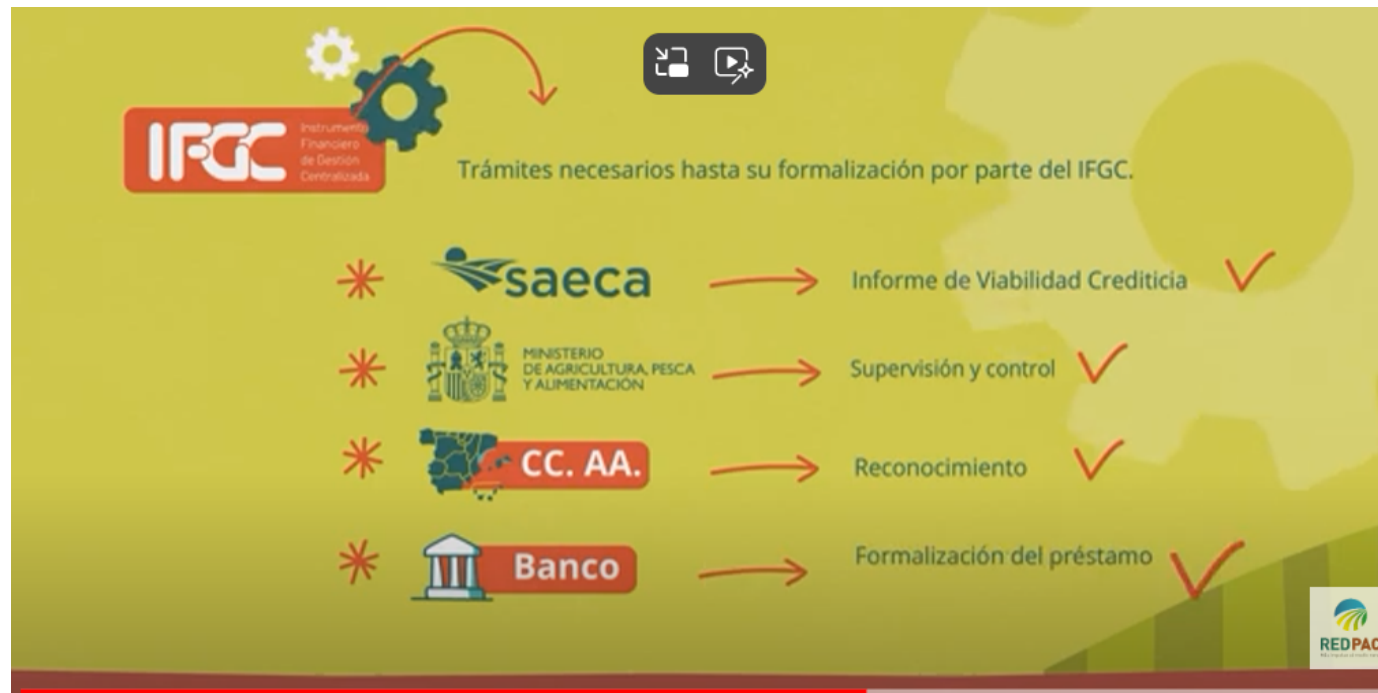 IFGC
Instrumento
Financiero
de Gestión
Centralizada
Trámites necesarios hasta su formalización por parte del IFGC.
saeca
Informe de Viabilidad Crediticia
MINISTERIO
DE AGRICULTURA, PESCA
Y ALIMENTACIÓN
Supervisión y control
CC. AA.
Reconocimiento
Banco
Formalización del préstamo
REDPAC